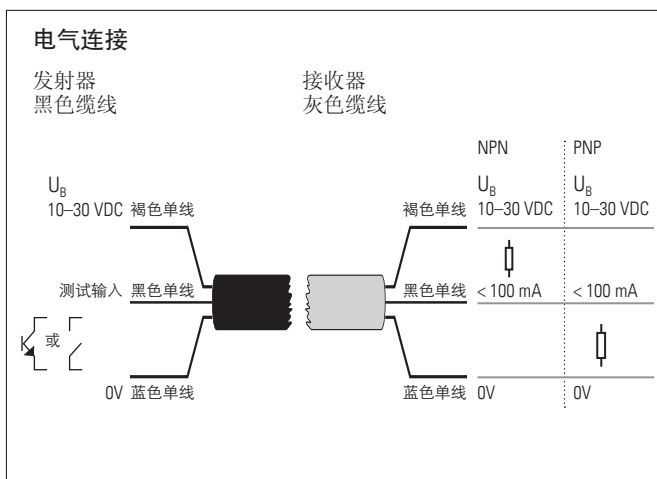 电气连接
发射器
黑色缆线
接收器
灰色缆线
NPN
PNP
U_B
10–30 VDC
褐色单线
褐色单线
U_B
10–30 VDC
U_B
10–30 VDC
测试输入
黑色单线
黑色单线
< 100 mA
< 100 mA
或
0V
蓝色单线
蓝色单线
0V
0V